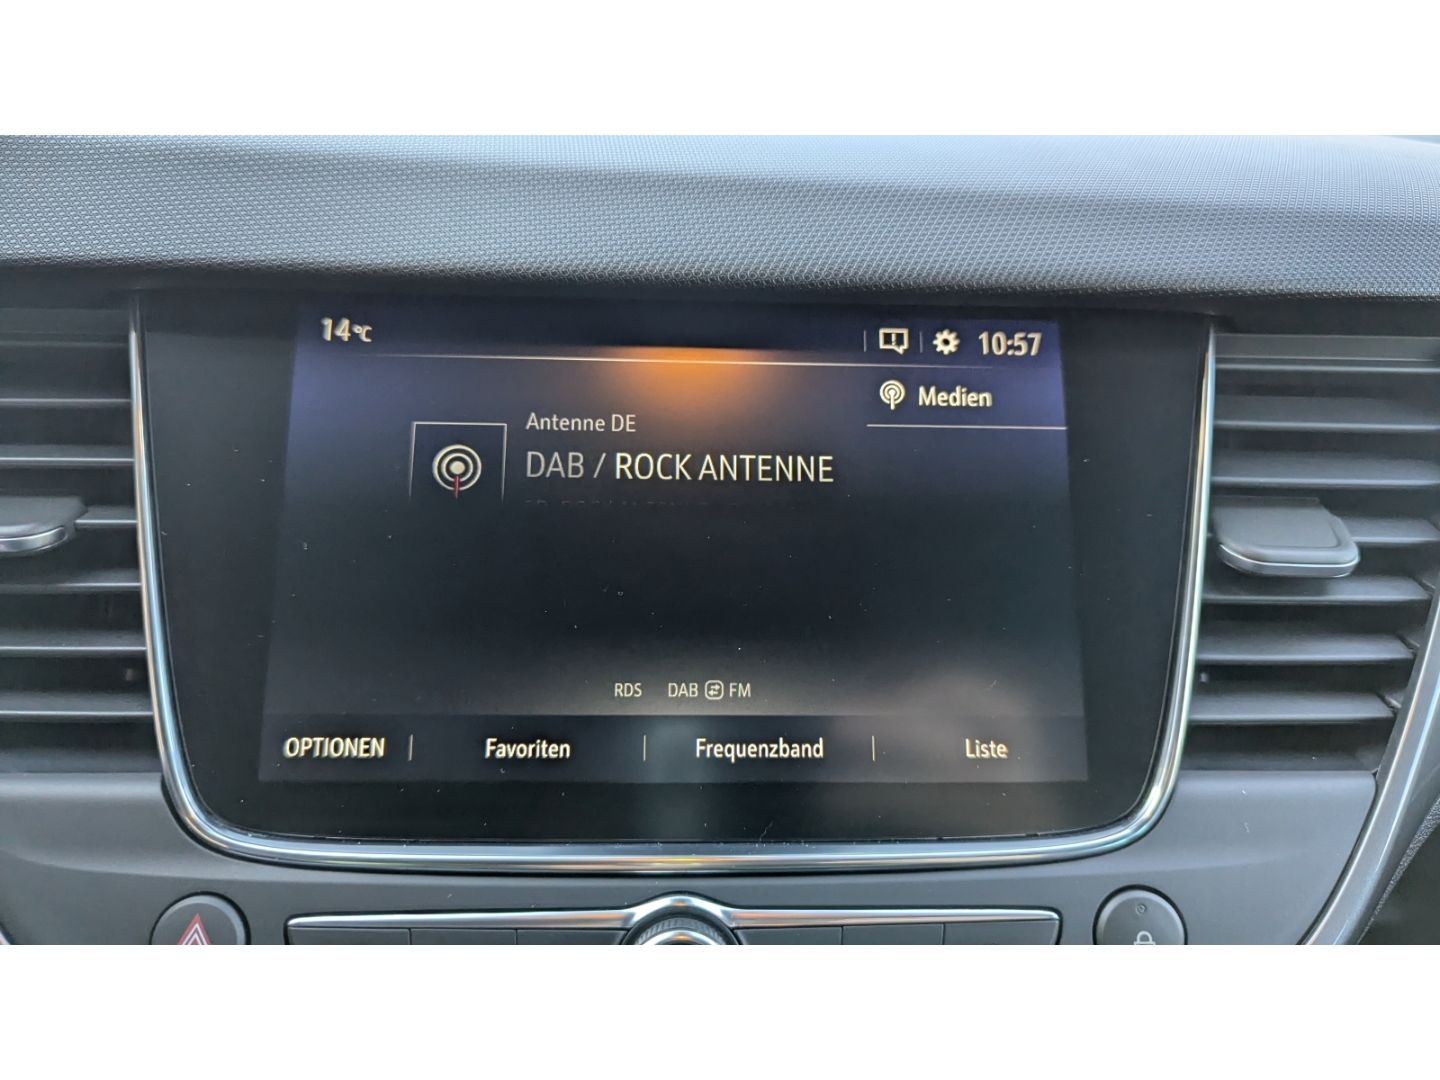 14°C
10:57
Medien
Antenne DE
DAB / ROCK ANTENNE
RDS DAB FM
OPTIONEN Favoriten Frequenzband Liste